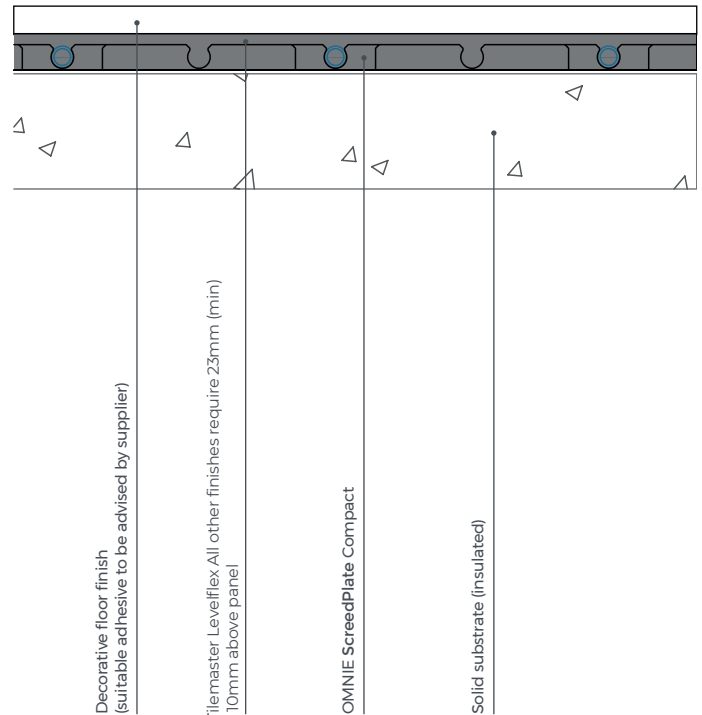 Decorative floor finish
(suitable adhesive to be advised by supplier)
Levelflex All other finishes require 23mm (min)
10mm above panel
OMNIE ScreedPlate Compact
Solid substrate (insulated)